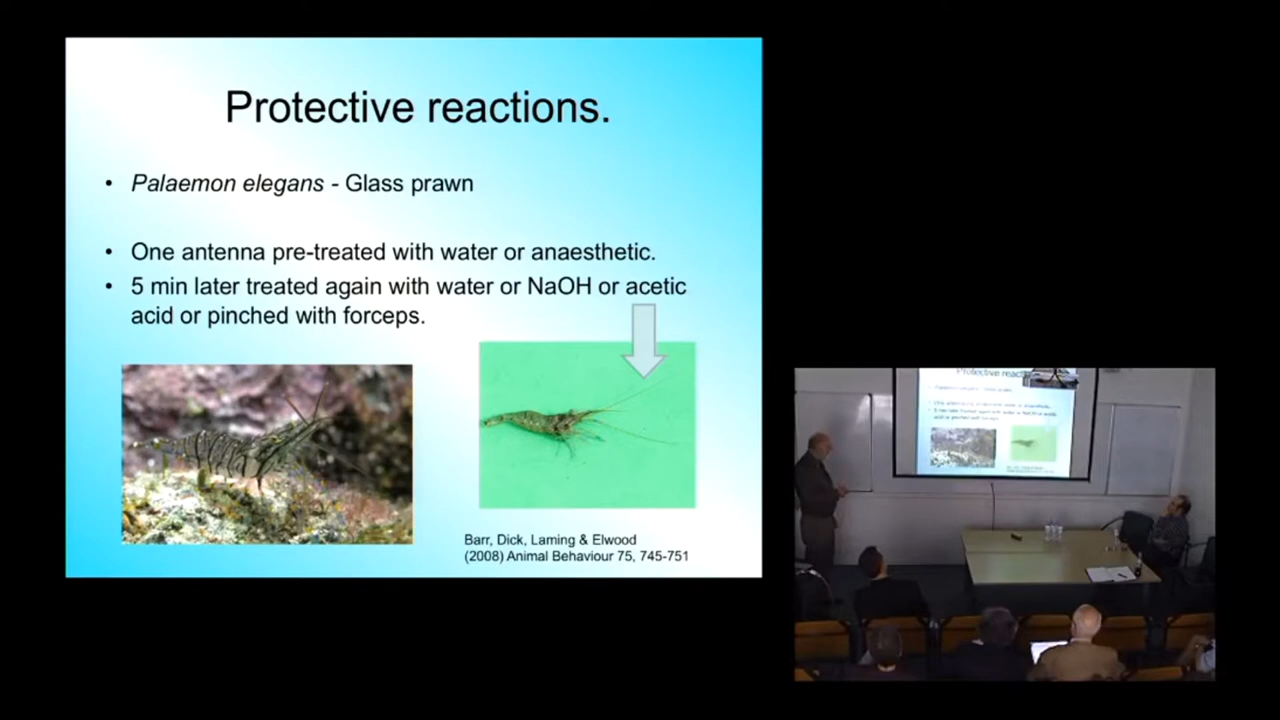 Protective reactions.
• Palaemon elegans - Glass prawn
• One antenna pre-treated with water or anaesthetic.
• 5 min later treated again with water or NaOH or acetic
acid or pinched with forceps.
Barr, Dick, Laming & Elwood
(2008) Animal Behaviour 75, 745-751